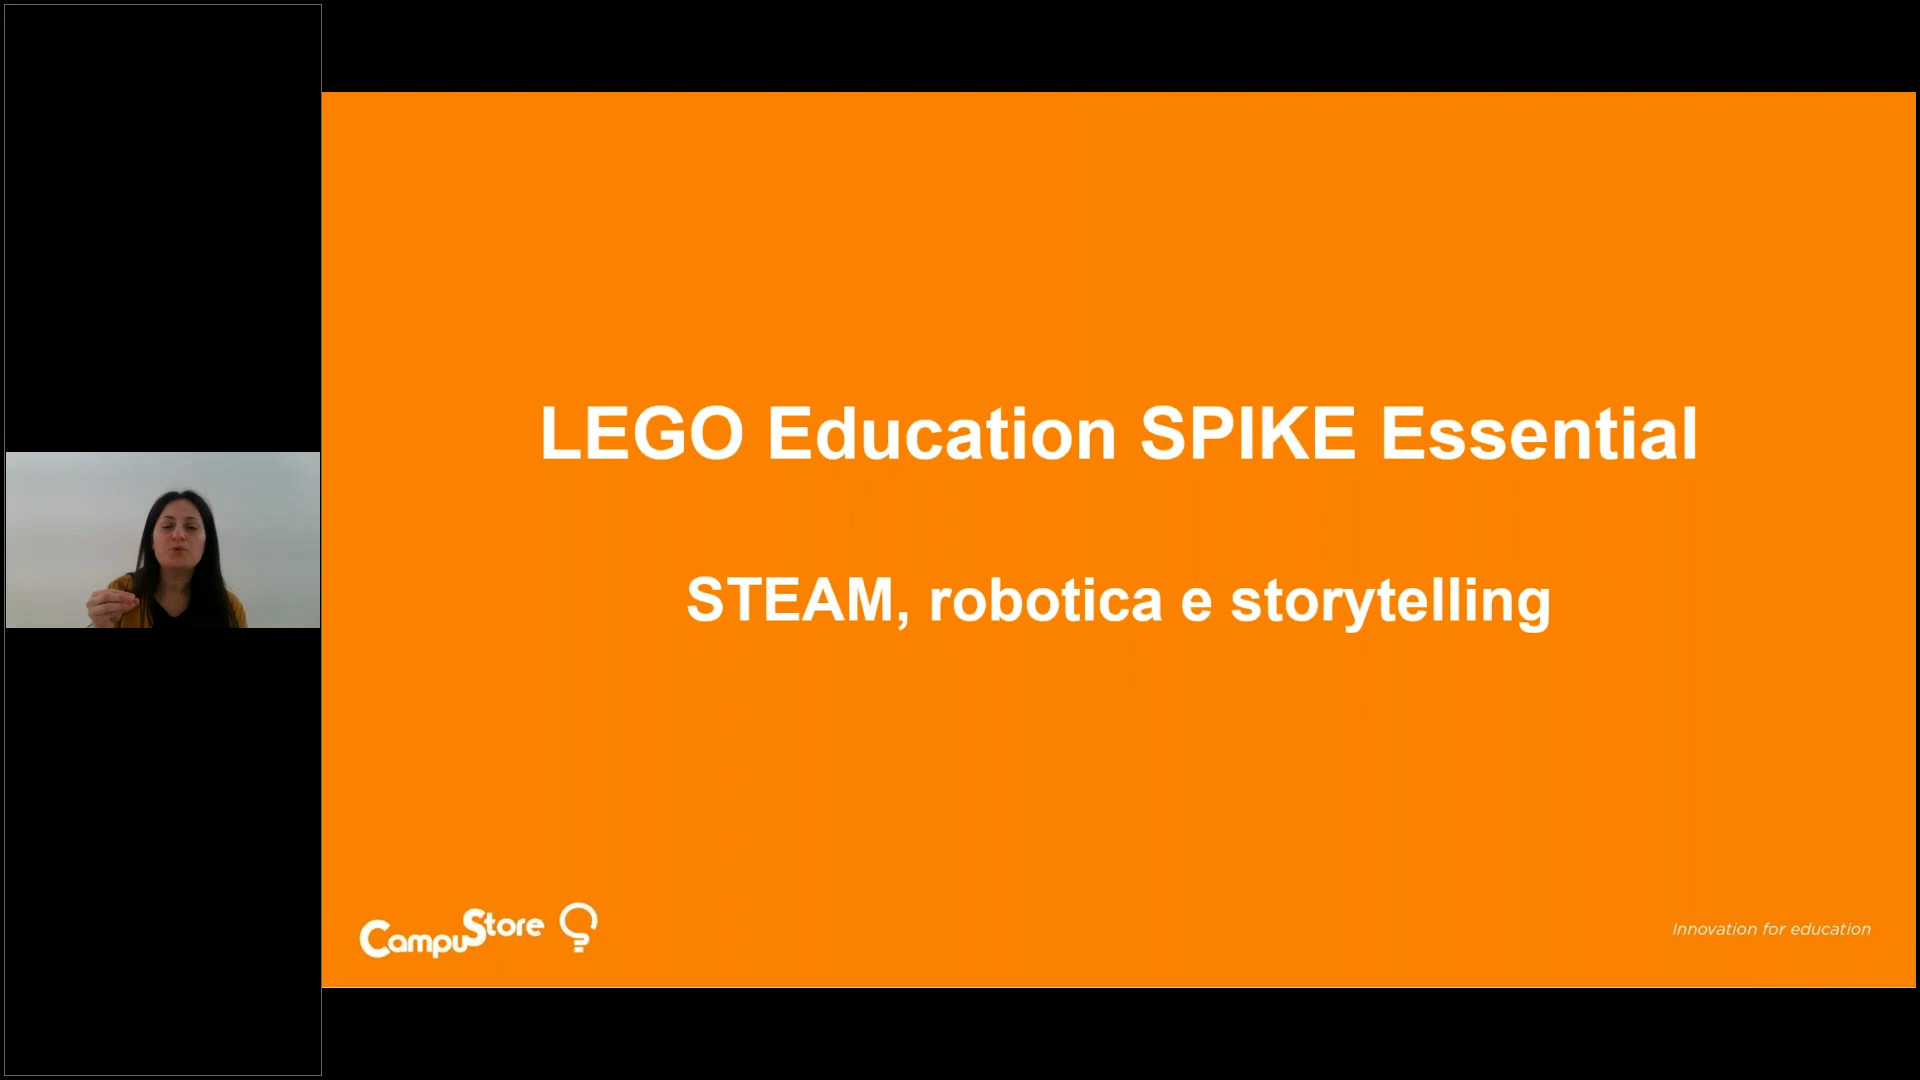 LEGO Education SPIKE Essential
STEAM, robotica e storytelling
CampuStore
Innovation for education